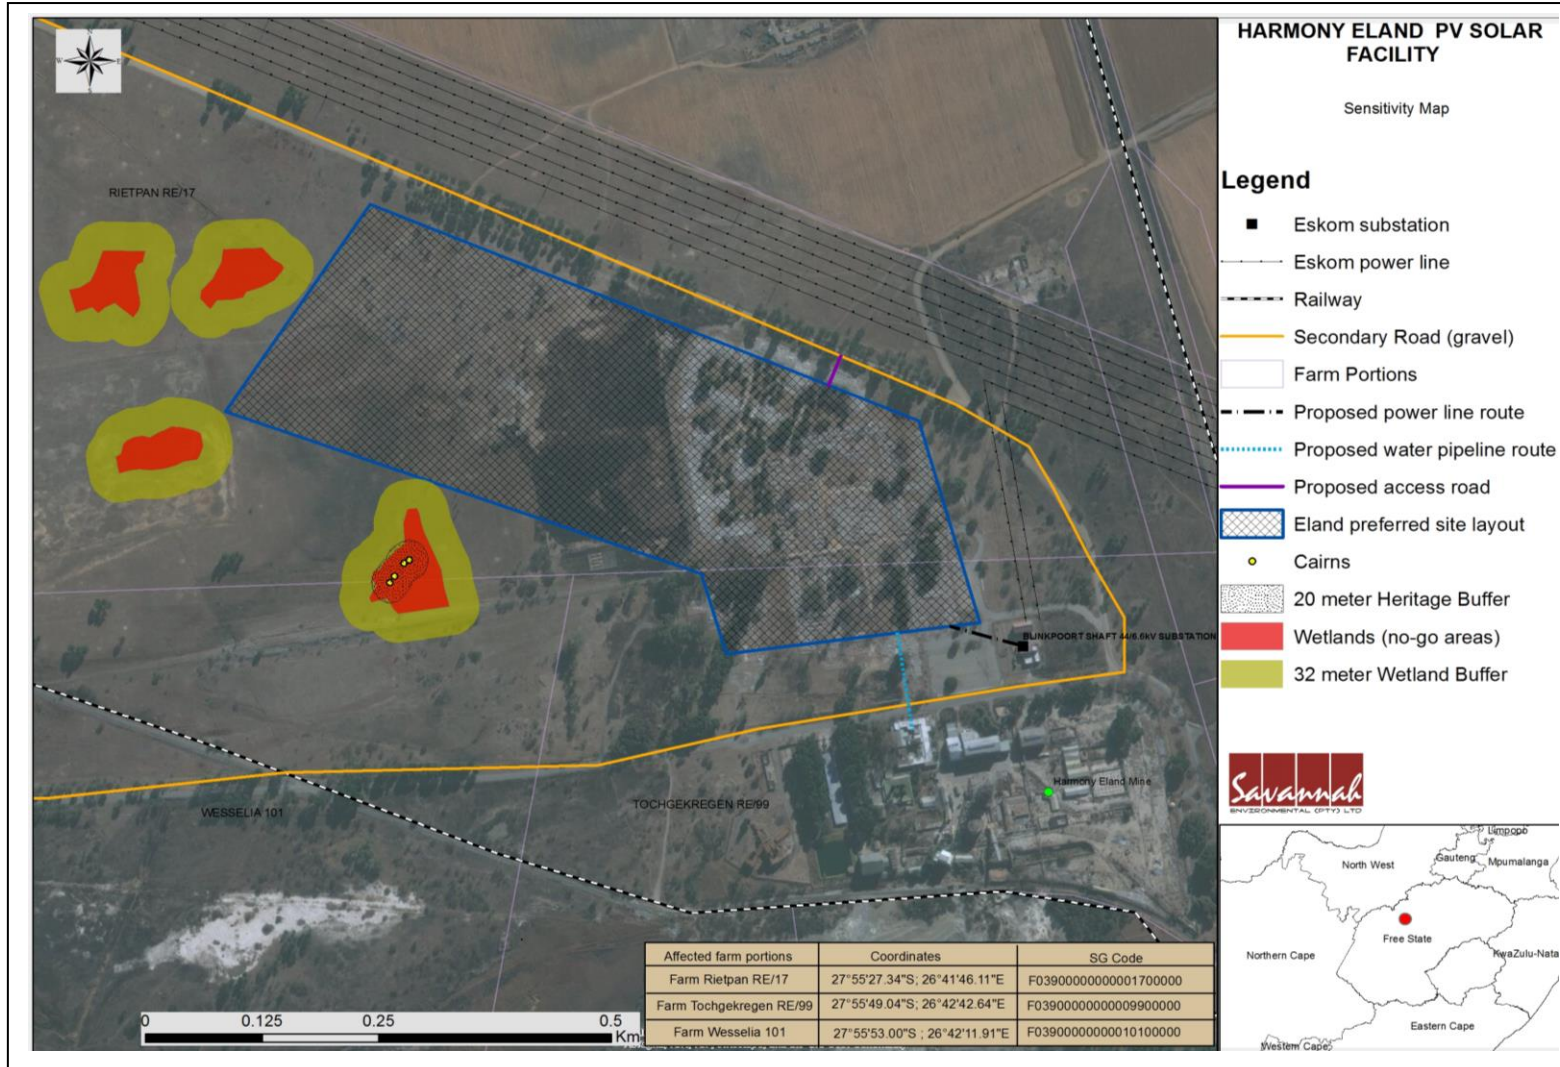 HARMONY ELAND PV SOLAR
FACILITY
Sensitivity Map
Legend
Eskom substation
Eskom power line
Railway
Secondary Road (gravel)
Farm Portions
Proposed power line route
Proposed water pipeline route
Proposed access road
Eland preferred site layout
Cairns
20 meter Heritage Buffer
Wetlands (no-go areas)
32 meter Wetland Buffer
N
W
E
S
RIETPAN RE/17
BLINKPOORT SHAFT 44/6.6kV SUBSTATION
Harmony Eland Mine
TOCHGEKREGEN RE/99
WESSELIA 101
Savannah
ENVIRONMENTAL (PTY) LTD
Limpopo
North West
Gauteng
Mpumalanga
Free State
Northern Cape
KwaZulu-Nata
Eastern Cape
Western Cape
Affected farm portions Coordinates SG Code
Farm Rietpan RE/17 27°55'27.34"S; 26°41'46.11"E F03900000000001700000
Farm Tochgekregen RE/99 27°55'49.04"S; 26°42'42.64"E F03900000000009900000
Farm Wesselia 101 27°55'53.00"S ; 26°42'11.91"E F03900000000010100000
0 0.125 0.25 0.5
Km